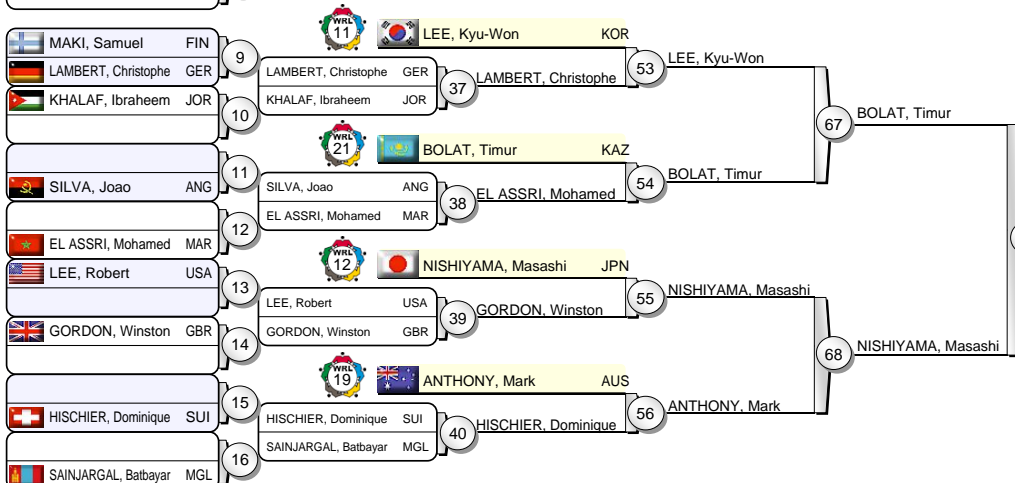 MAKI, Samuel FIN
LAMBERT, Christophe GER
9
KHALAF, Ibraheem JOR
10
11
SILVA, Joao ANG
12
EL ASSRI, Mohamed MAR
LEE, Robert USA
13
GORDON, Winston GBR
14
15
HISCHIER, Dominique SUI
16
SAINJARGAL, Batbayar MGL
WRL 11
LEE, Kyu-Won KOR
LAMBERT, Christophe GER
KHALAF, Ibraheem JOR
37
LAMBERT, Christophe
WRL 21
BOLAT, Timur KAZ
SILVA, Joao ANG
EL ASSRI, Mohamed MAR
38
EL ASSRI, Mohamed
WRL 12
NISHIYAMA, Masashi JPN
LEE, Robert USA
GORDON, Winston GBR
39
GORDON, Winston
WRL 19
ANTHONY, Mark AUS
HISCHIER, Dominique SUI
SAINJARGAL, Batbayar MGL
40
HISCHIER, Dominique
53
LEE, Kyu-Won
54
BOLAT, Timur
55
NISHIYAMA, Masashi
56
ANTHONY, Mark
67
BOLAT, Timur
68
NISHIYAMA, Masashi